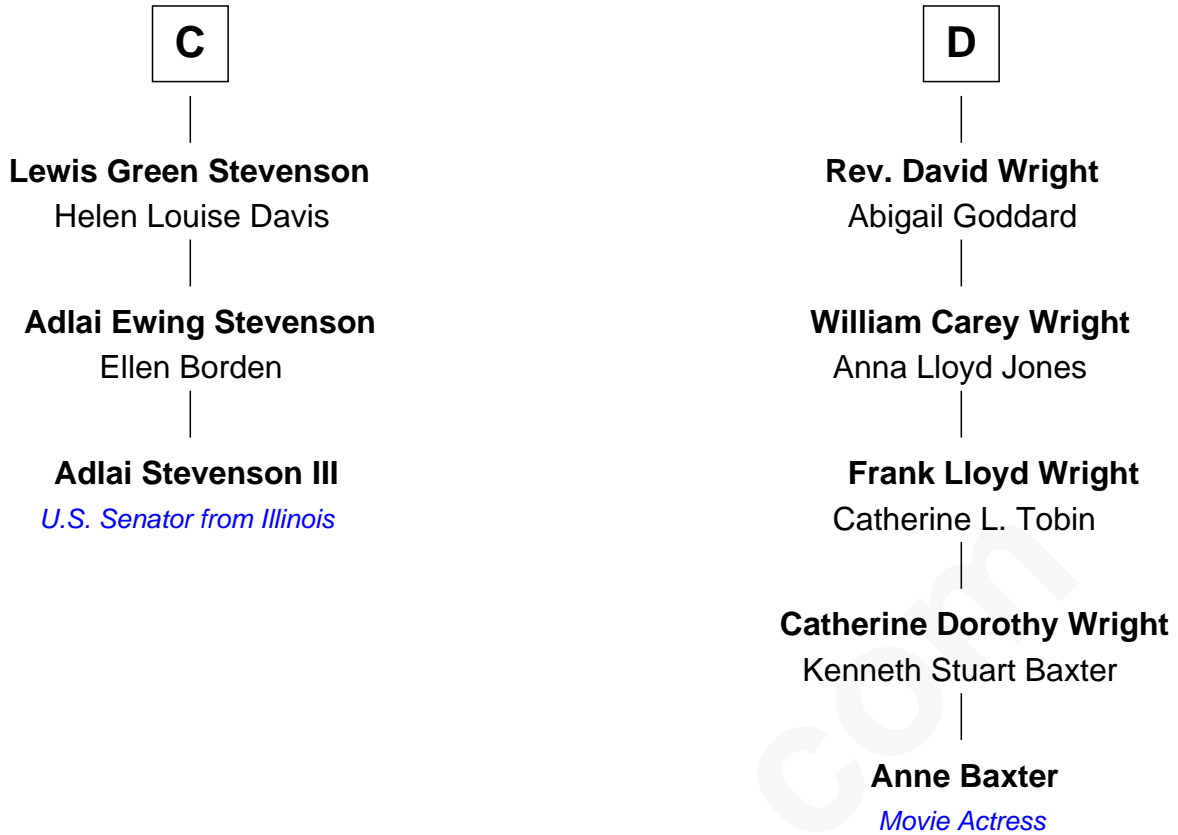 C
Lewis Green Stevenson
Helen Louise Davis
Adlai Ewing Stevenson
Ellen Borden
Adlai Stevenson III
U.S. Senator from Illinois
D
Rev. David Wright
Abigail Goddard
William Carey Wright
Anna Lloyd Jones
Frank Lloyd Wright
Catherine L. Tobin
Catherine Dorothy Wright
Kenneth Stuart Baxter
Anne Baxter
Movie Actress
com